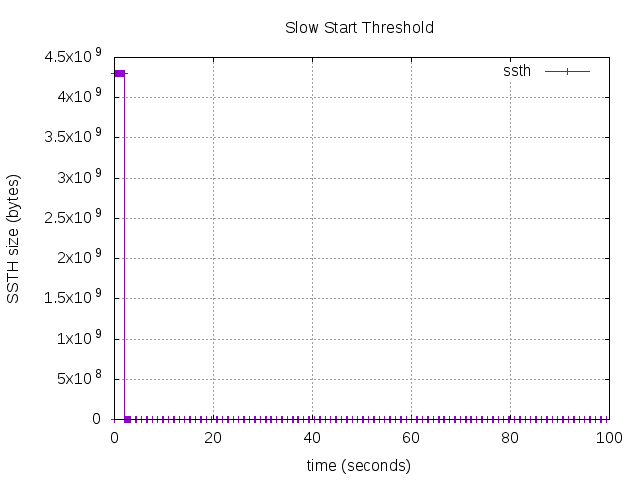 Slow Start Threshold
ssth
4.5x10^9
4x10^9
3.5x10^9
3x10^9
2.5x10^9
2x10^9
1.5x10^9
1x10^9
5x10^8
0
SSTH size (bytes)
0 20 40 60 80 100
time (seconds)